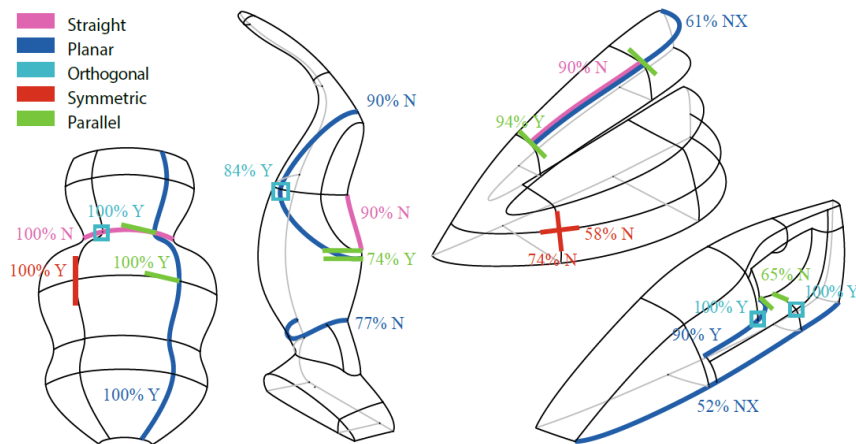 Straight
Planar
Orthogonal
Symmetric
Parallel
61% NX
90% N
94% Y
58% N
74% N
90% N
84% Y
90% N
74% Y
77% N
100% Y
100% N
100% Y
100% Y
100% Y
65% N
100% Y
100% Y
90% Y
52% NX